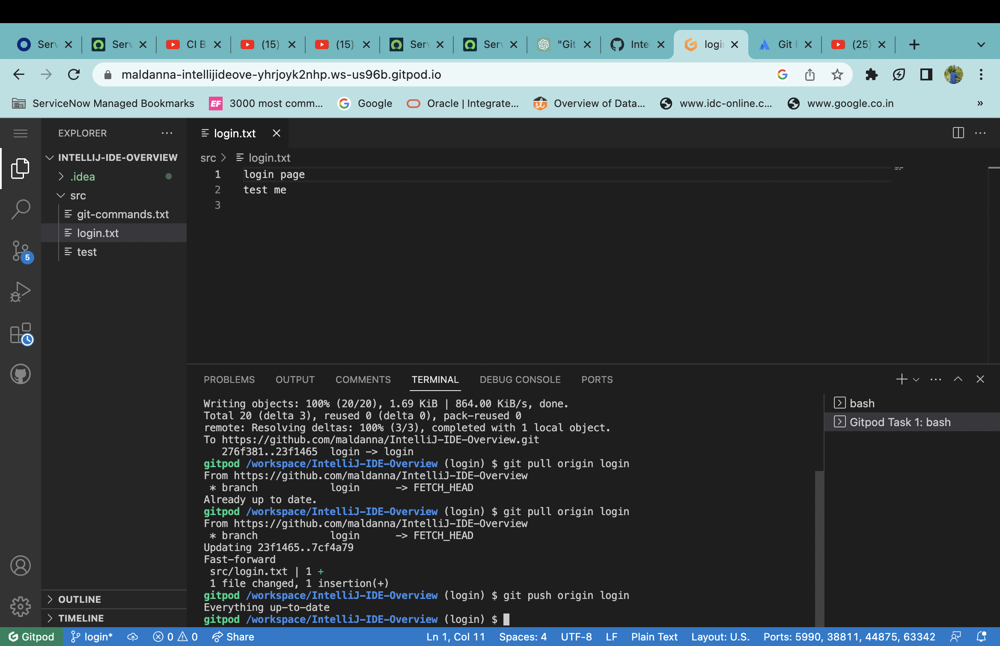 Serv
Serv
CI B
(15)
(15)
Serv
Serv
"Git
Inte
login
Git
(25)
maldanna-intellijideove-yhrjoyk2nhp.ws-us96b.gitpod.io
ServiceNow Managed Bookmarks
EF
3000 most comm...
Google
Oracle | Integrate...
Overview of Data...
www.idc-online.c...
www.google.co.in
»
EXPLORER
login.txt
INTELLIJ-IDE-OVERVIEW
src > login.txt
.idea
1 login page
src
2 test me
git-commands.txt
3
login.txt
test
5
PROBLEMS OUTPUT COMMENTS TERMINAL DEBUG CONSOLE PORTS
Writing objects: 100% (20/20), 1.69 KiB | 864.00 KiB/s, done.
Total 20 (delta 3), reused 0 (delta 0), pack-reused 0
remote: Resolving deltas: 100% (3/3), completed with 1 local object.
To https://github.com/maldanna/IntelliJ-IDE-Overview.git
276f381..23f1465  login -> login
gitpod /workspace/IntelliJ-IDE-Overview (login) $ git pull origin login
From https://github.com/maldanna/IntelliJ-IDE-Overview
* branch            login      -> FETCH_HEAD
Already up to date.
gitpod /workspace/IntelliJ-IDE-Overview (login) $ git pull origin login
From https://github.com/maldanna/IntelliJ-IDE-Overview
* branch            login      -> FETCH_HEAD
Updating 23f1465..7cf4a79
Fast-forward
src/login.txt | 1 +
1 file changed, 1 insertion(+)
gitpod /workspace/IntelliJ-IDE-Overview (login) $ git push origin login
Everything up-to-date
gitpod /workspace/IntelliJ-IDE-Overview (login) $
bash
Gitpod Task 1: bash
OUTLINE
TIMELINE
Gitpod login* 0 0 Share Ln 1, Col 11 Spaces: 4 UTF-8 LF Plain Text Layout: U.S. Ports: 5990, 38811, 44875, 63342